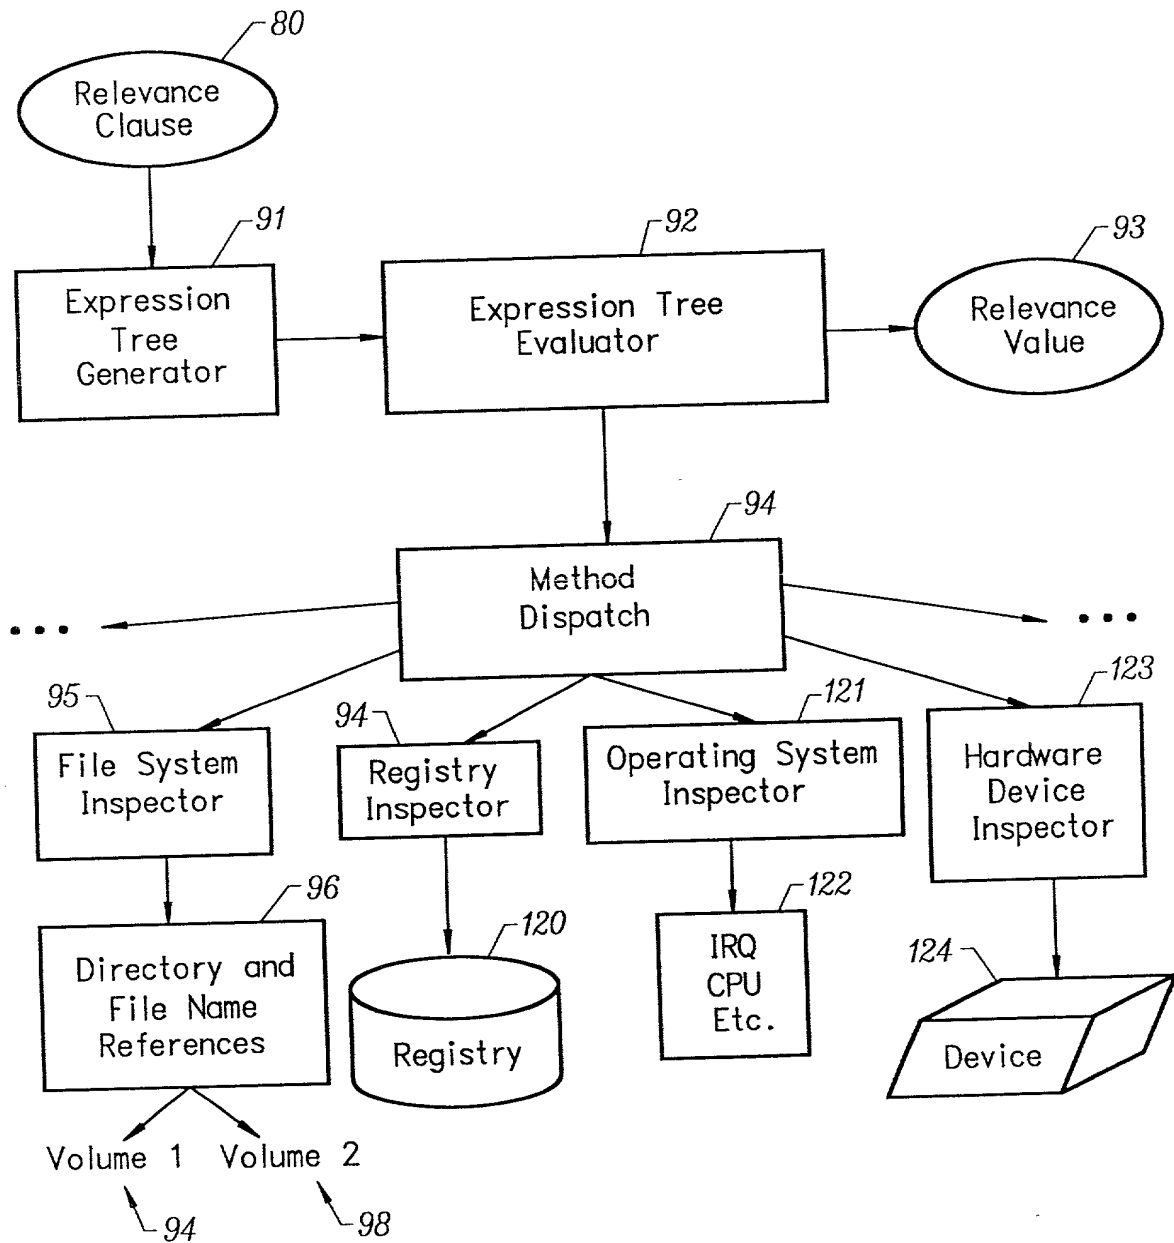 80
Relevance
Clause
91
92
93
Expression
Tree
Generator
Expression Tree
Evaluator
Relevance
Value
94
Method
Dispatch
95
94
121
123
File System
Inspector
Registry
Inspector
Operating System
Inspector
Hardware
Device
Inspector
96
120
122
124
Directory and
File Name
References
Registry
IRQ
CPU
Etc.
Device
Volume 1
Volume 2
94
98